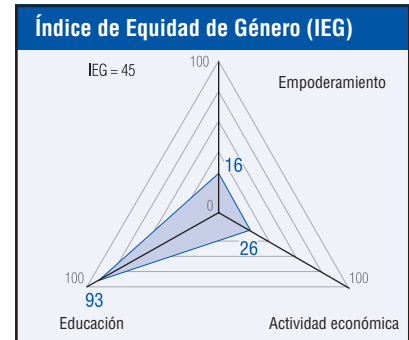 Índice de Equidad de Género (IEG)
IEG = 45
100
Empoderamiento
16
0
26
100
100
93
Educación
Actividad económica